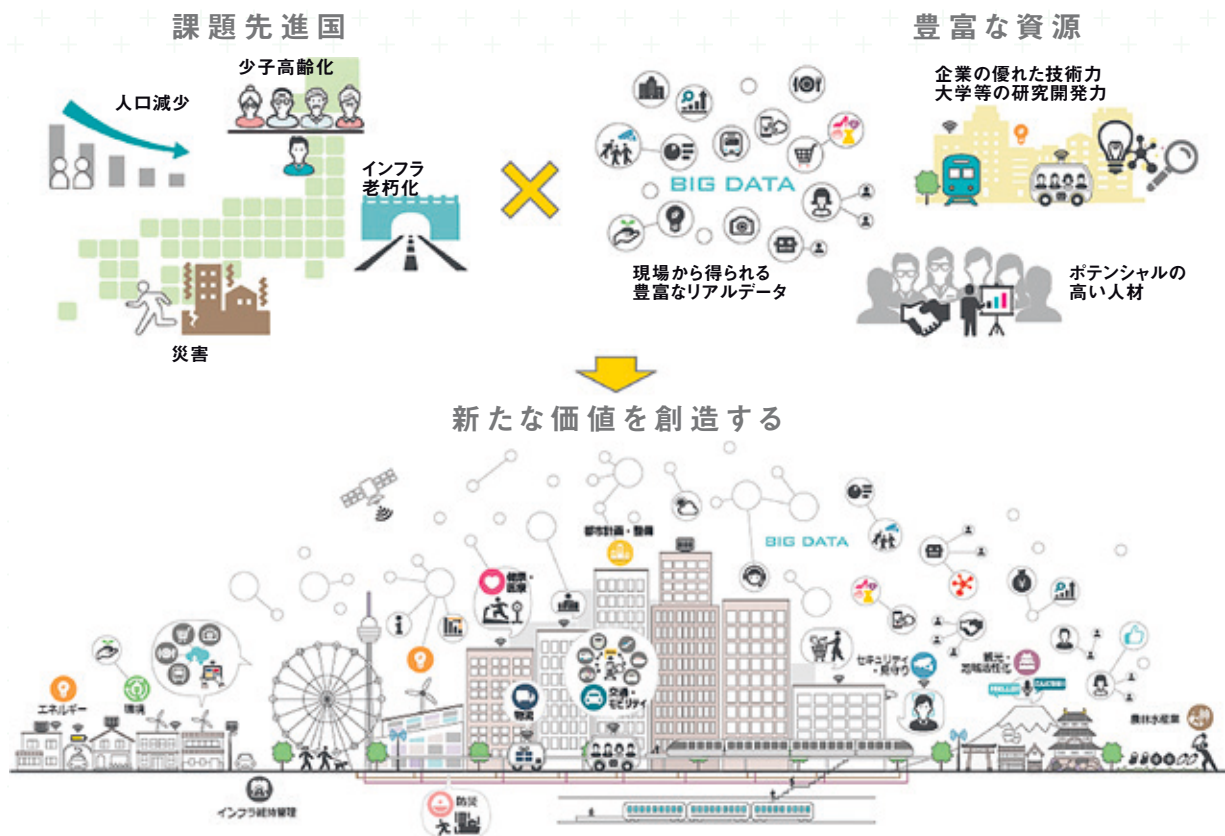 課題先進国
豊富な資源
少子高齢化
人口減少
インフラ
老朽化
災害
BIG DATA
現場から得られる
豊富なリアルデータ
企業の優れた技術力
大学等の研究開発力
ポテンシャルの
高い人材
新たな価値を創造する
都市計画・整備
BIG DATA
健康・
医療
エネルギー
環境
物流
交通・
モビリティ
セキュリティ
・見守り
観光・
地域活性化
農林水産業
インフラ維持管理
防災